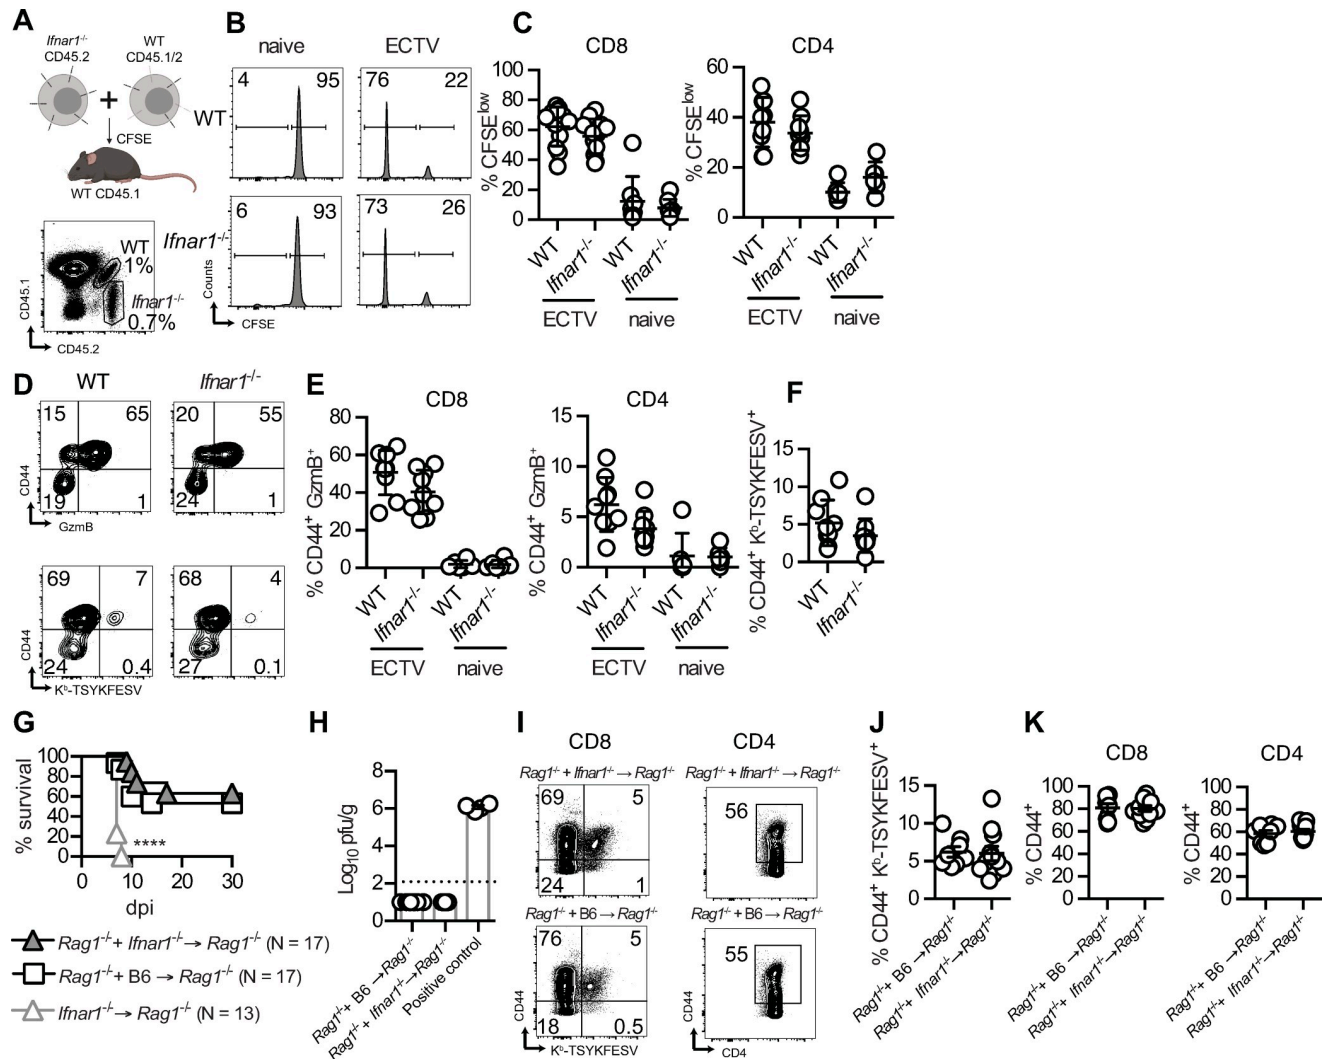 A
Ifnar1-/-
CD45.2
WT
CD45.1/2
+
CFSE
WT CD45.1
WT
1%
Ifnar1-/-
0.7%
CD45.1
CD45.2
B
naive
ECTV
WT
4
95
76
22
Ifnar1-/-
6
93
73
26
Counts
CFSE
C
CD8
% CFSElow
100
80
60
40
20
0
WT
Ifnar1-/-
WT
Ifnar1-/-
ECTV
naive
CD4
% CFSElow
60
40
20
0
WT
Ifnar1-/-
WT
Ifnar1-/-
ECTV
naive
D
WT
Ifnar1-/-
15
65
19
1
20
55
24
1
CD44
GzmB
69
7
24
0.4
68
4
27
0.1
CD44
Kb-TSYKFESV
E
CD8
% CD44+ GzmB+
80
60
40
20
0
WT
Ifnar1-/-
WT
Ifnar1-/-
ECTV
naive
CD4
% CD44+ GzmB+
15
10
5
0
WT
Ifnar1-/-
WT
Ifnar1-/-
ECTV
naive
F
% CD44+ Kb-TSYKFESV+
15
10
5
0
WT
Ifnar1-/-
G
% survival
100
80
60
40
20
0
****
0
10
20
30
dpi
Rag1-/-+ Ifnar1-/-→ Rag1-/- (N = 17)
Rag1-/-+ B6 → Rag1-/- (N = 17)
Ifnar1-/-→ Rag1-/- (N = 13)
H
Log10 pfu/g
8
6
4
2
0
Rag1-/-+ B6 →Rag1-/-
Rag1-/-+ Ifnar1-/-→Rag1-/-
Positive control
I
CD8
CD4
Rag1-/-+ Ifnar1-/-→ Rag1-/-
Rag1-/-+ Ifnar1-/-→ Rag1-/-
69
5
24
1
56
Rag1-/-+ B6 → Rag1-/-
Rag1-/-+ B6 → Rag1-/-
76
5
18
0.5
55
CD44
Kb-TSYKFESV
CD44
CD4
J
% CD44+ Kb-TSYKFESV+
15
10
5
0
Rag1-/-+ B6 →Rag1-/-
Rag1-/-+ Ifnar1-/-→Rag1-/-
K
CD8
% CD44+
100
80
60
40
20
0
Rag1-/-+ B6 →Rag1-/-
Rag1-/-+ Ifnar1-/-→Rag1-/-
CD4
% CD44+
100
80
60
40
20
0
Rag1-/-+ B6 →Rag1-/-
Rag1-/-+ Ifnar1-/-→Rag1-/-